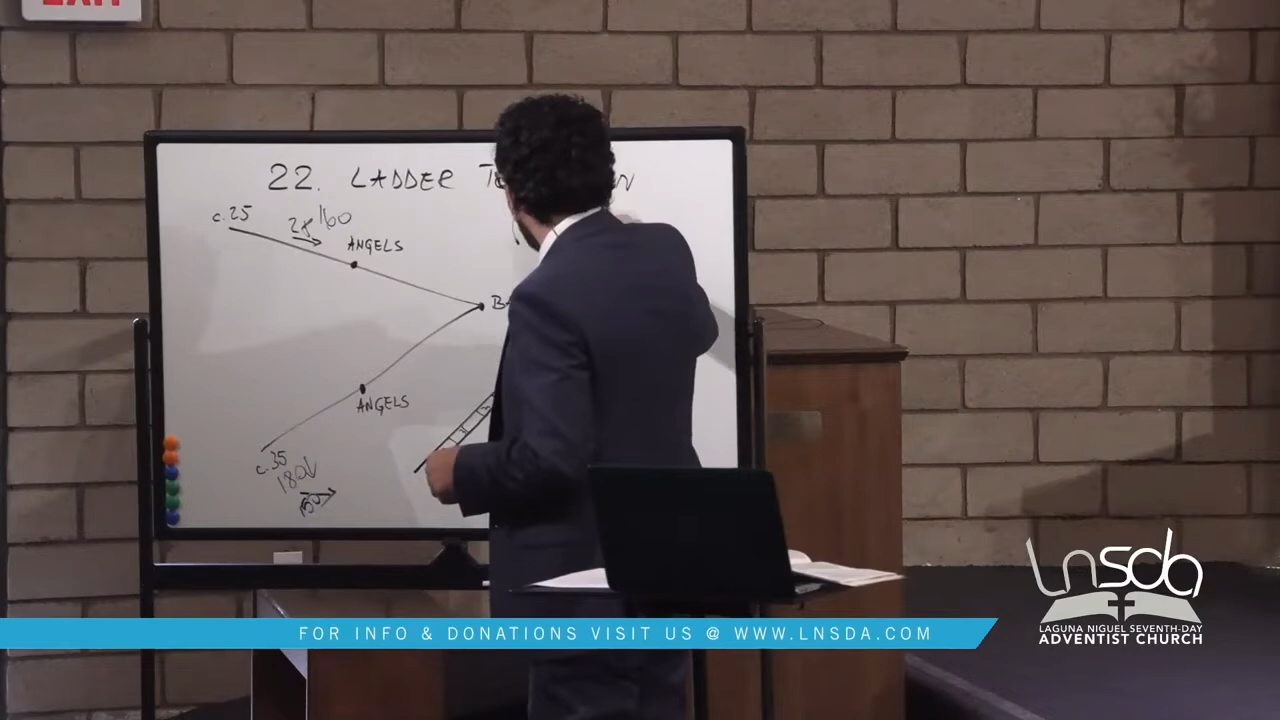 EXIT
22. LADDER
c.25
160
ANGELS
ANGELS
c.35
180
FOR INFO & DONATIONS VISIT US @ WWW.LNSDA.COM
LNSDA
LAGUNA NIGUEL SEVENTH-DAY
ADVENTIST CHURCH